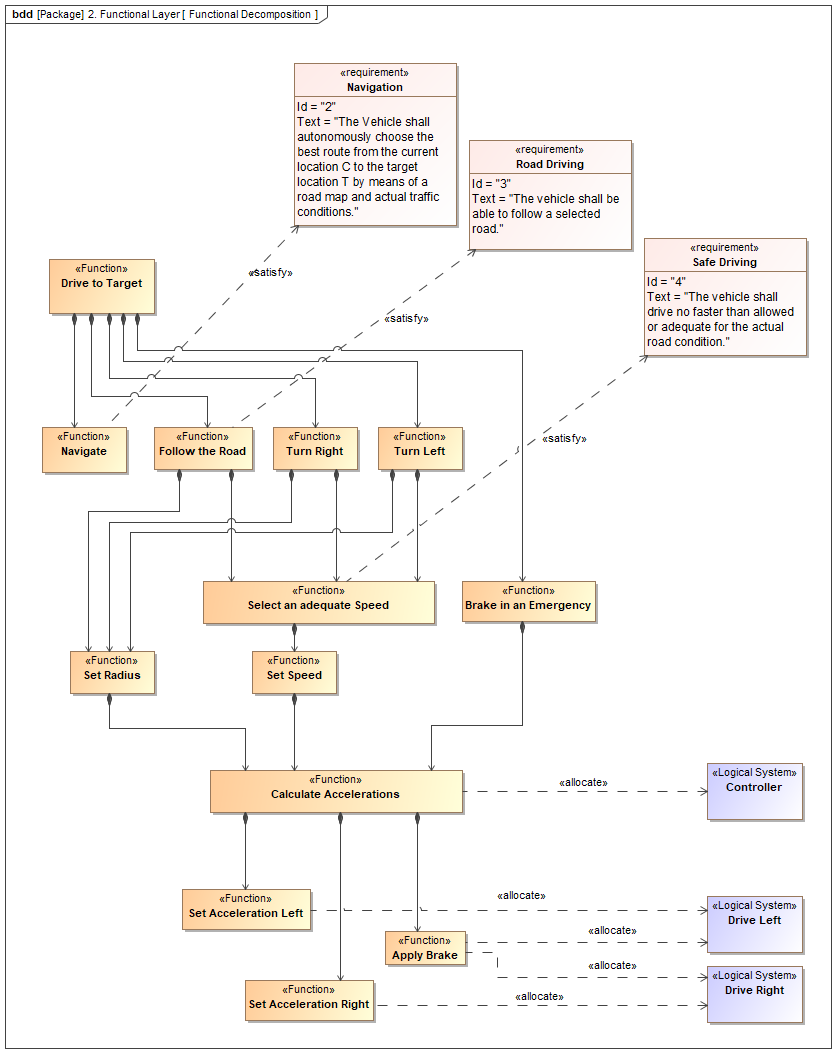 bdd [Package] 2. Functional Layer [ Functional Decomposition ]
«requirement»
Navigation
Id = "2"
Text = "The Vehicle shall
autonomously choose the
best route from the current
location C to the target
location T by means of a
road map and actual traffic
conditions."
«requirement»
Road Driving
Id = "3"
Text = "The vehicle shall be
able to follow a selected
road."
«requirement»
Safe Driving
Id = "4"
Text = "The vehicle shall
drive no faster than allowed
or adequate for the actual
road condition."
«Function»
Drive to Target
«satisfy»
«satisfy»
«satisfy»
«Function»
Navigate
«Function»
Follow the Road
«Function»
Turn Right
«Function»
Turn Left
«Function»
Select an adequate Speed
«Function»
Brake in an Emergency
«Function»
Set Radius
«Function»
Set Speed
«Function»
Calculate Accelerations
«allocate»
«Logical System»
Controller
«Function»
Set Acceleration Left
«allocate»
«Logical System»
Drive Left
«Function»
Apply Brake
«allocate»
«allocate»
«Logical System»
Drive Right
«Function»
Set Acceleration Right
«allocate»